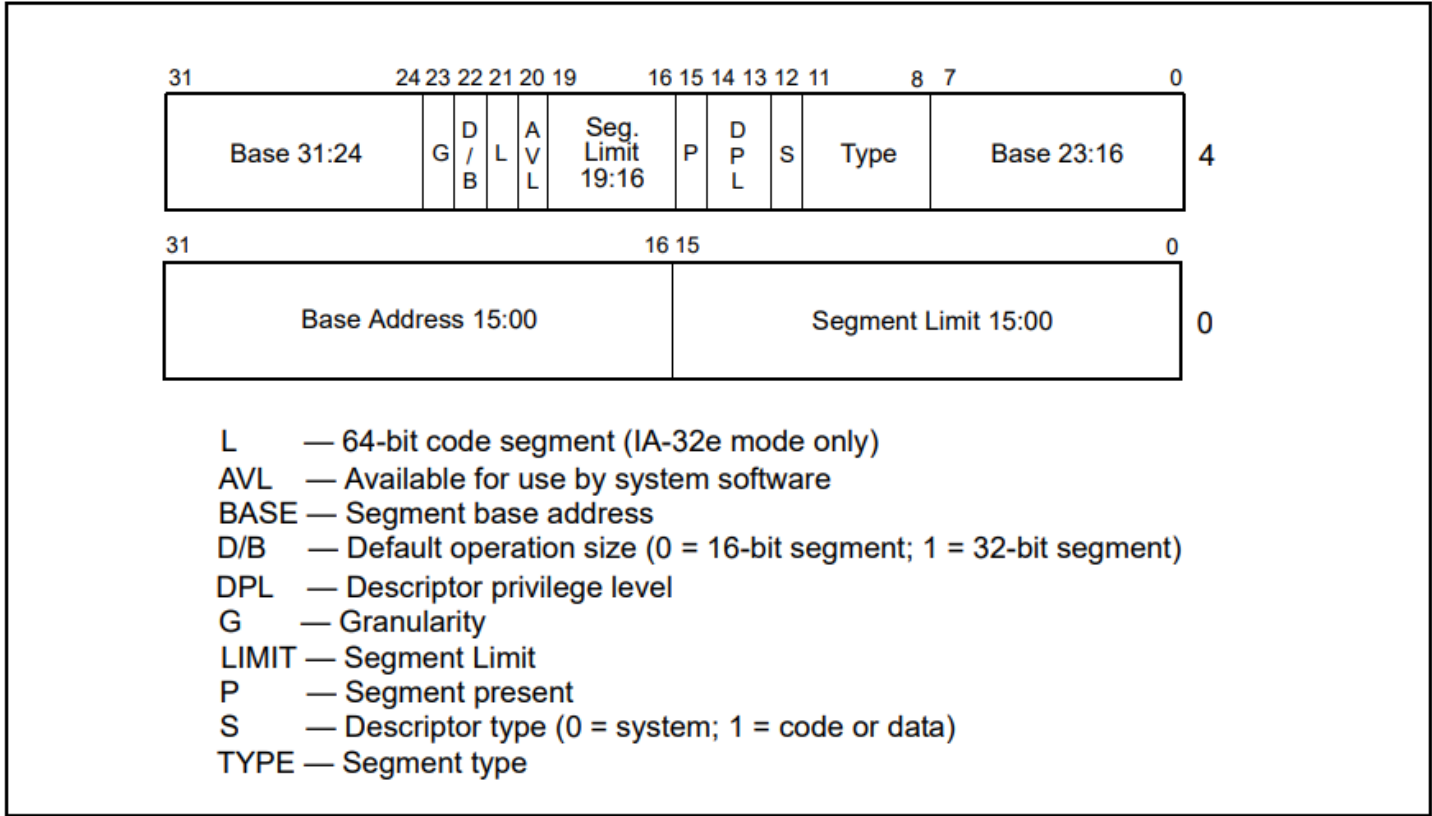 31 24 23 22 21 20 19 16 15 14 13 12 11 8 7 0
Base 31:24 G D/B L AVL Seg. Limit 19:16 P DPL S Type Base 23:16 4
31 16 15 0
Base Address 15:00 Segment Limit 15:00 0
L — 64-bit code segment (IA-32e mode only)
AVL — Available for use by system software
BASE — Segment base address
D/B — Default operation size (0 = 16-bit segment; 1 = 32-bit segment)
DPL — Descriptor privilege level
G — Granularity
LIMIT — Segment Limit
P — Segment present
S — Descriptor type (0 = system; 1 = code or data)
TYPE — Segment type